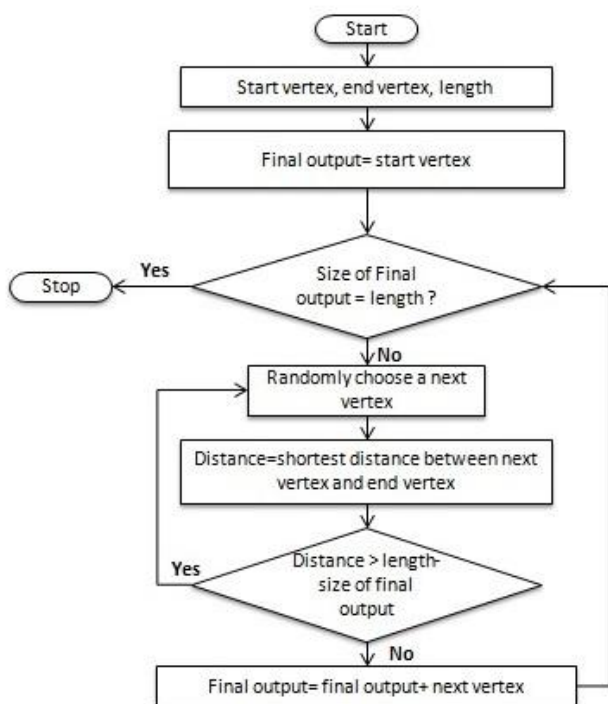 Start
Start vertex, end vertex, length
Final output= start vertex
Size of Final
output = length ?
Yes
Stop
No
Randomly choose a next
vertex
Distance=shortest distance between next
vertex and end vertex
Distance > length-
size of final
output
Yes
No
Final output= final output+ next vertex